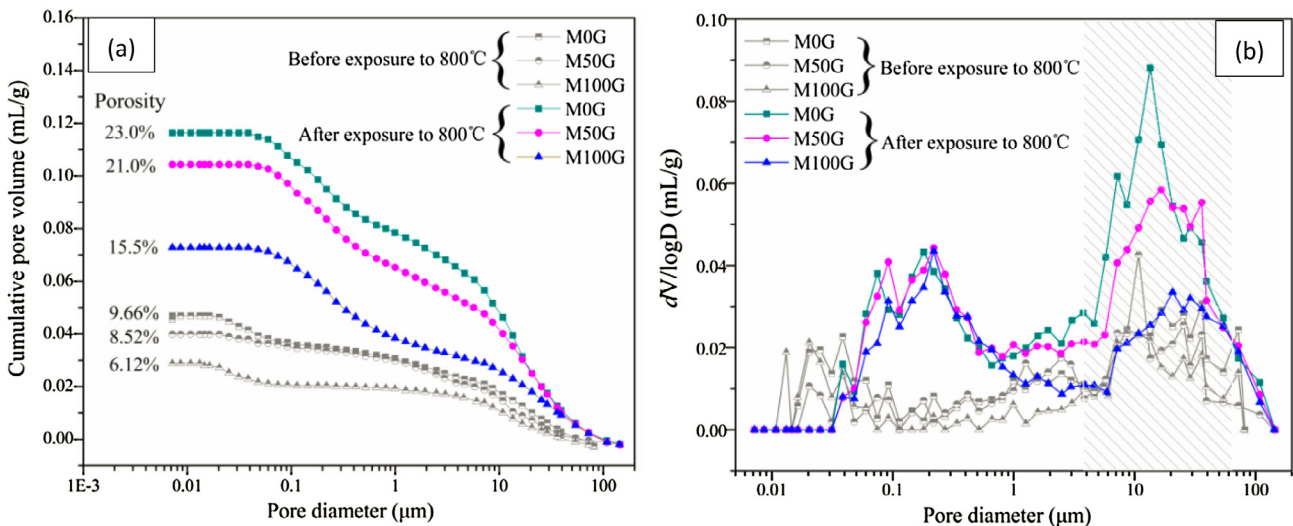 (a)
Before exposure to 800℃
M0G
M50G
M100G
After exposure to 800℃
M0G
M50G
M100G
Porosity
23.0%
21.0%
15.5%
9.66%
8.52%
6.12%
Cumulative pore volume (mL/g)
0.16
0.14
0.12
0.10
0.08
0.06
0.04
0.02
0.00
1E-3
0.01
0.1
1
10
100
Pore diameter (μm)
(b)
M0G
M50G
M100G
Before exposure to 800℃
M0G
M50G
M100G
After exposure to 800℃
dV/logD (mL/g)
0.10
0.08
0.06
0.04
0.02
0.00
0.01
0.1
1
10
100
Pore diameter (μm)